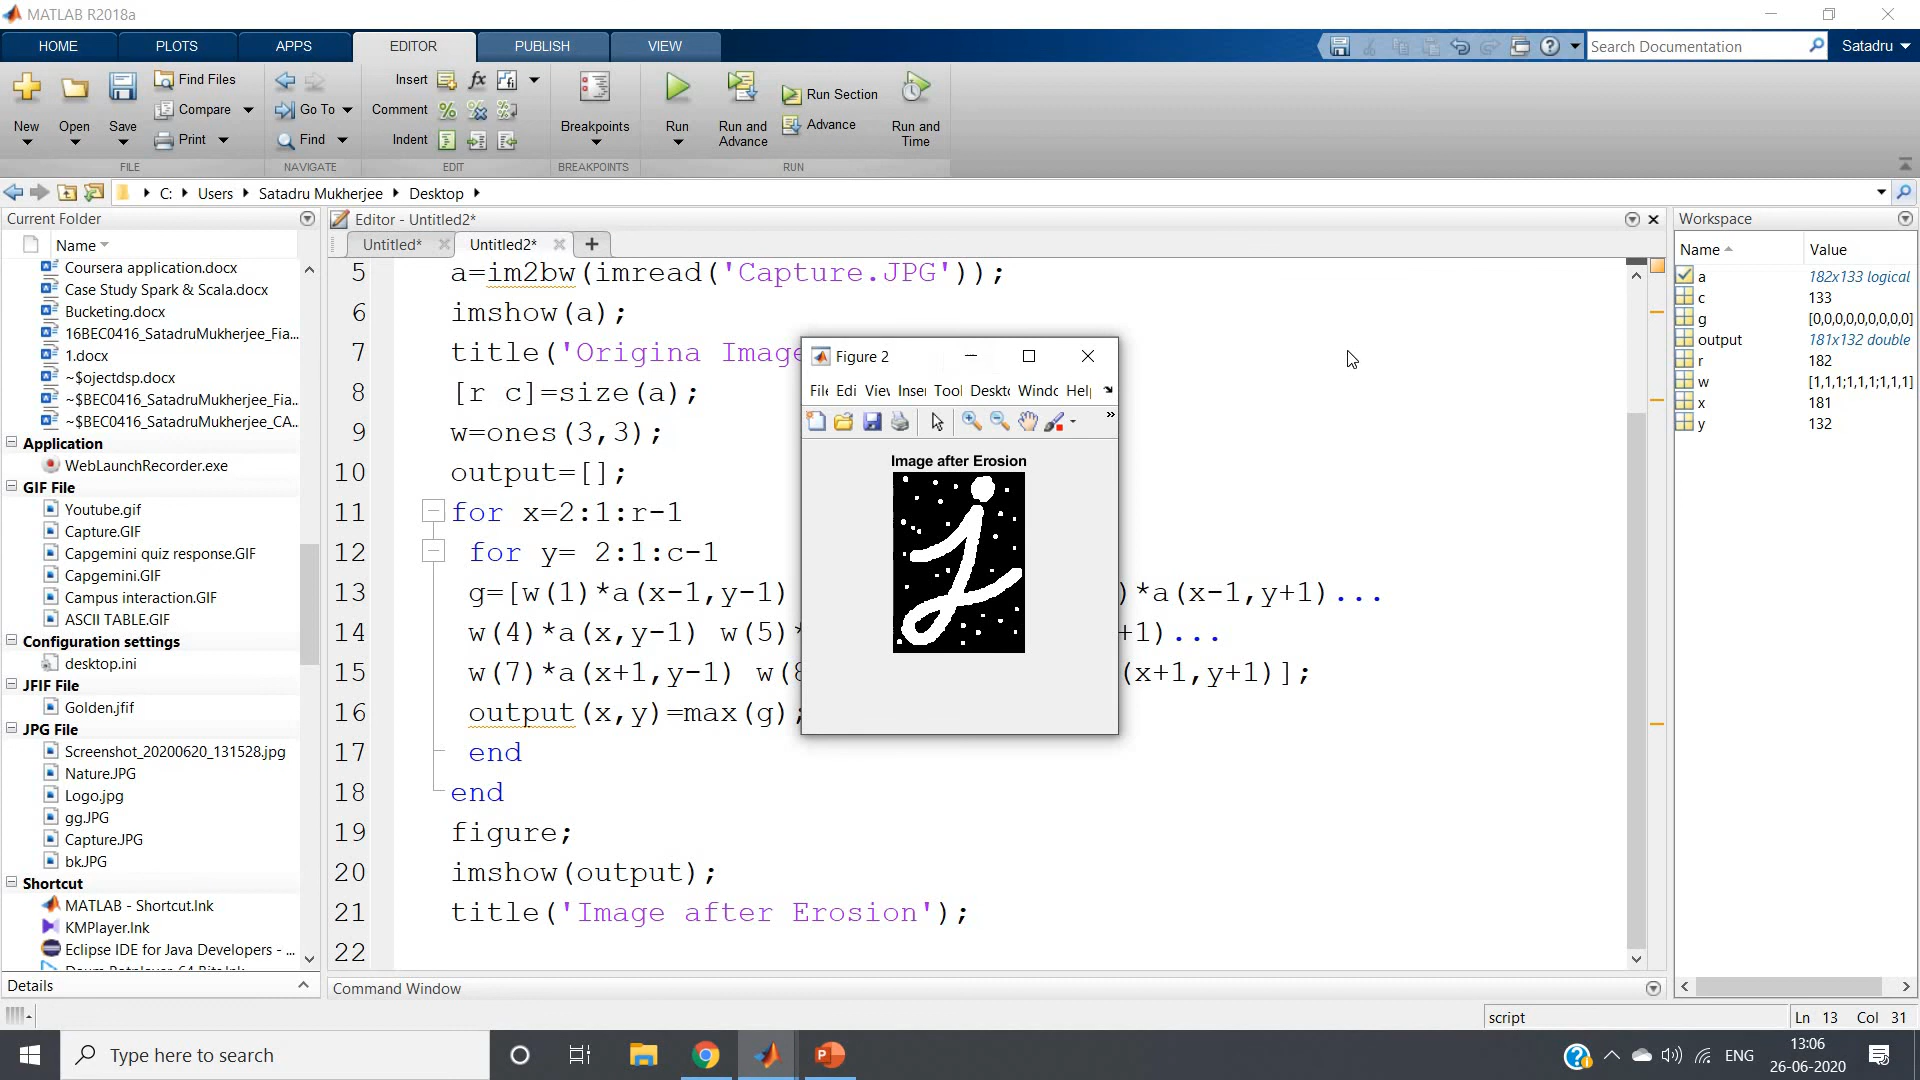 MATLAB R2018a
HOME PLOTS APPS EDITOR PUBLISH VIEW
Search Documentation
Satadru
New Open Save
Find Files
Compare
Print
Go To
Find
Insert
Comment
Indent
fx
Breakpoints
Run
Run and Advance
Run Section
Advance
Run and Time
FILE NAVIGATE EDIT BREAKPOINTS RUN
C: Users Satadru Mukherjee Desktop
Current Folder
Name
Coursera application.docx
Case Study Spark & Scala.docx
Bucketing.docx
16BEC0416_SatadruMukherjee_Fia...
1.docx
~$ojectdsp.docx
~$BEC0416_SatadruMukherjee_Fia...
~$BEC0416_SatadruMukherjee_CA...
Application
WebLaunchRecorder.exe
GIF File
Youtube.gif
Capture.GIF
Capgemini quiz response.GIF
Capgemini.GIF
Campus interaction.GIF
ASCII TABLE.GIF
Configuration settings
desktop.ini
JFIF File
Golden.jfif
JPG File
Screenshot_20200620_131528.jpg
Nature.JPG
Logo.jpg
gg.JPG
Capture.JPG
bk.JPG
Shortcut
MATLAB - Shortcut.lnk
KMPlayer.lnk
Eclipse IDE for Java Developers - ...
Details
Editor - Untitled2*
Untitled* Untitled2*
5 a=im2bw(imread('Capture.JPG'));
6 imshow(a);
7 title('Origina Image
8 [r c]=size(a);
9 w=ones(3,3);
10 output=[];
11 for x=2:1:r-1
12 for y= 2:1:c-1
13 g=[w(1)*a(x-1,y-1) )*a(x-1,y+1)...
14 w(4)*a(x,y-1) w(5)* +1)...
15 w(7)*a(x+1,y-1) w(8 (x+1,y+1)];
16 output(x,y)=max(g);
17 end
18 end
19 figure;
20 imshow(output);
21 title('Image after Erosion');
22
Figure 2
File Edi View Inser Tool Deskto Windo Help
Image after Erosion
Command Window
Workspace
Name Value
a 182x133 logical
c 133
g [0,0,0,0,0,0,0,0,0]
output 181x132 double
r 182
w [1,1,1;1,1,1;1,1,1]
x 181
y 132
script
Ln 13 Col 31
Type here to search
ENG
13:06
26-06-2020